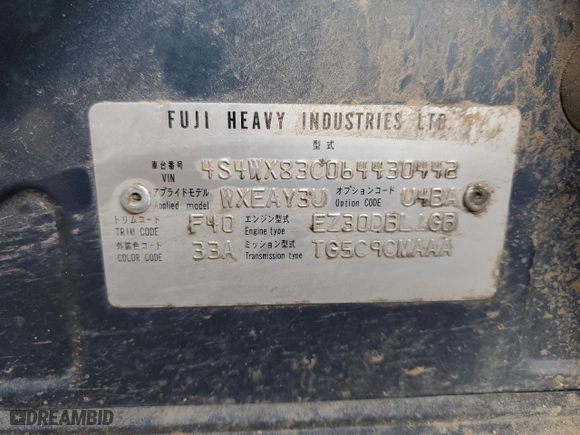 FUJI HEAVY INDUSTRIES LTD.
型式
車台番号 VIN 4S4WX83C064430442
アプライドモデル Applied model WXEAY3U オプションコード Option CODE U4BA
トリムコード TRIM CODE F40 エンジン型式 Engine type
外装色コード COLOR CODE 33A ミッション型式 Transmission type TG5C9CMAAA
DREAMBID